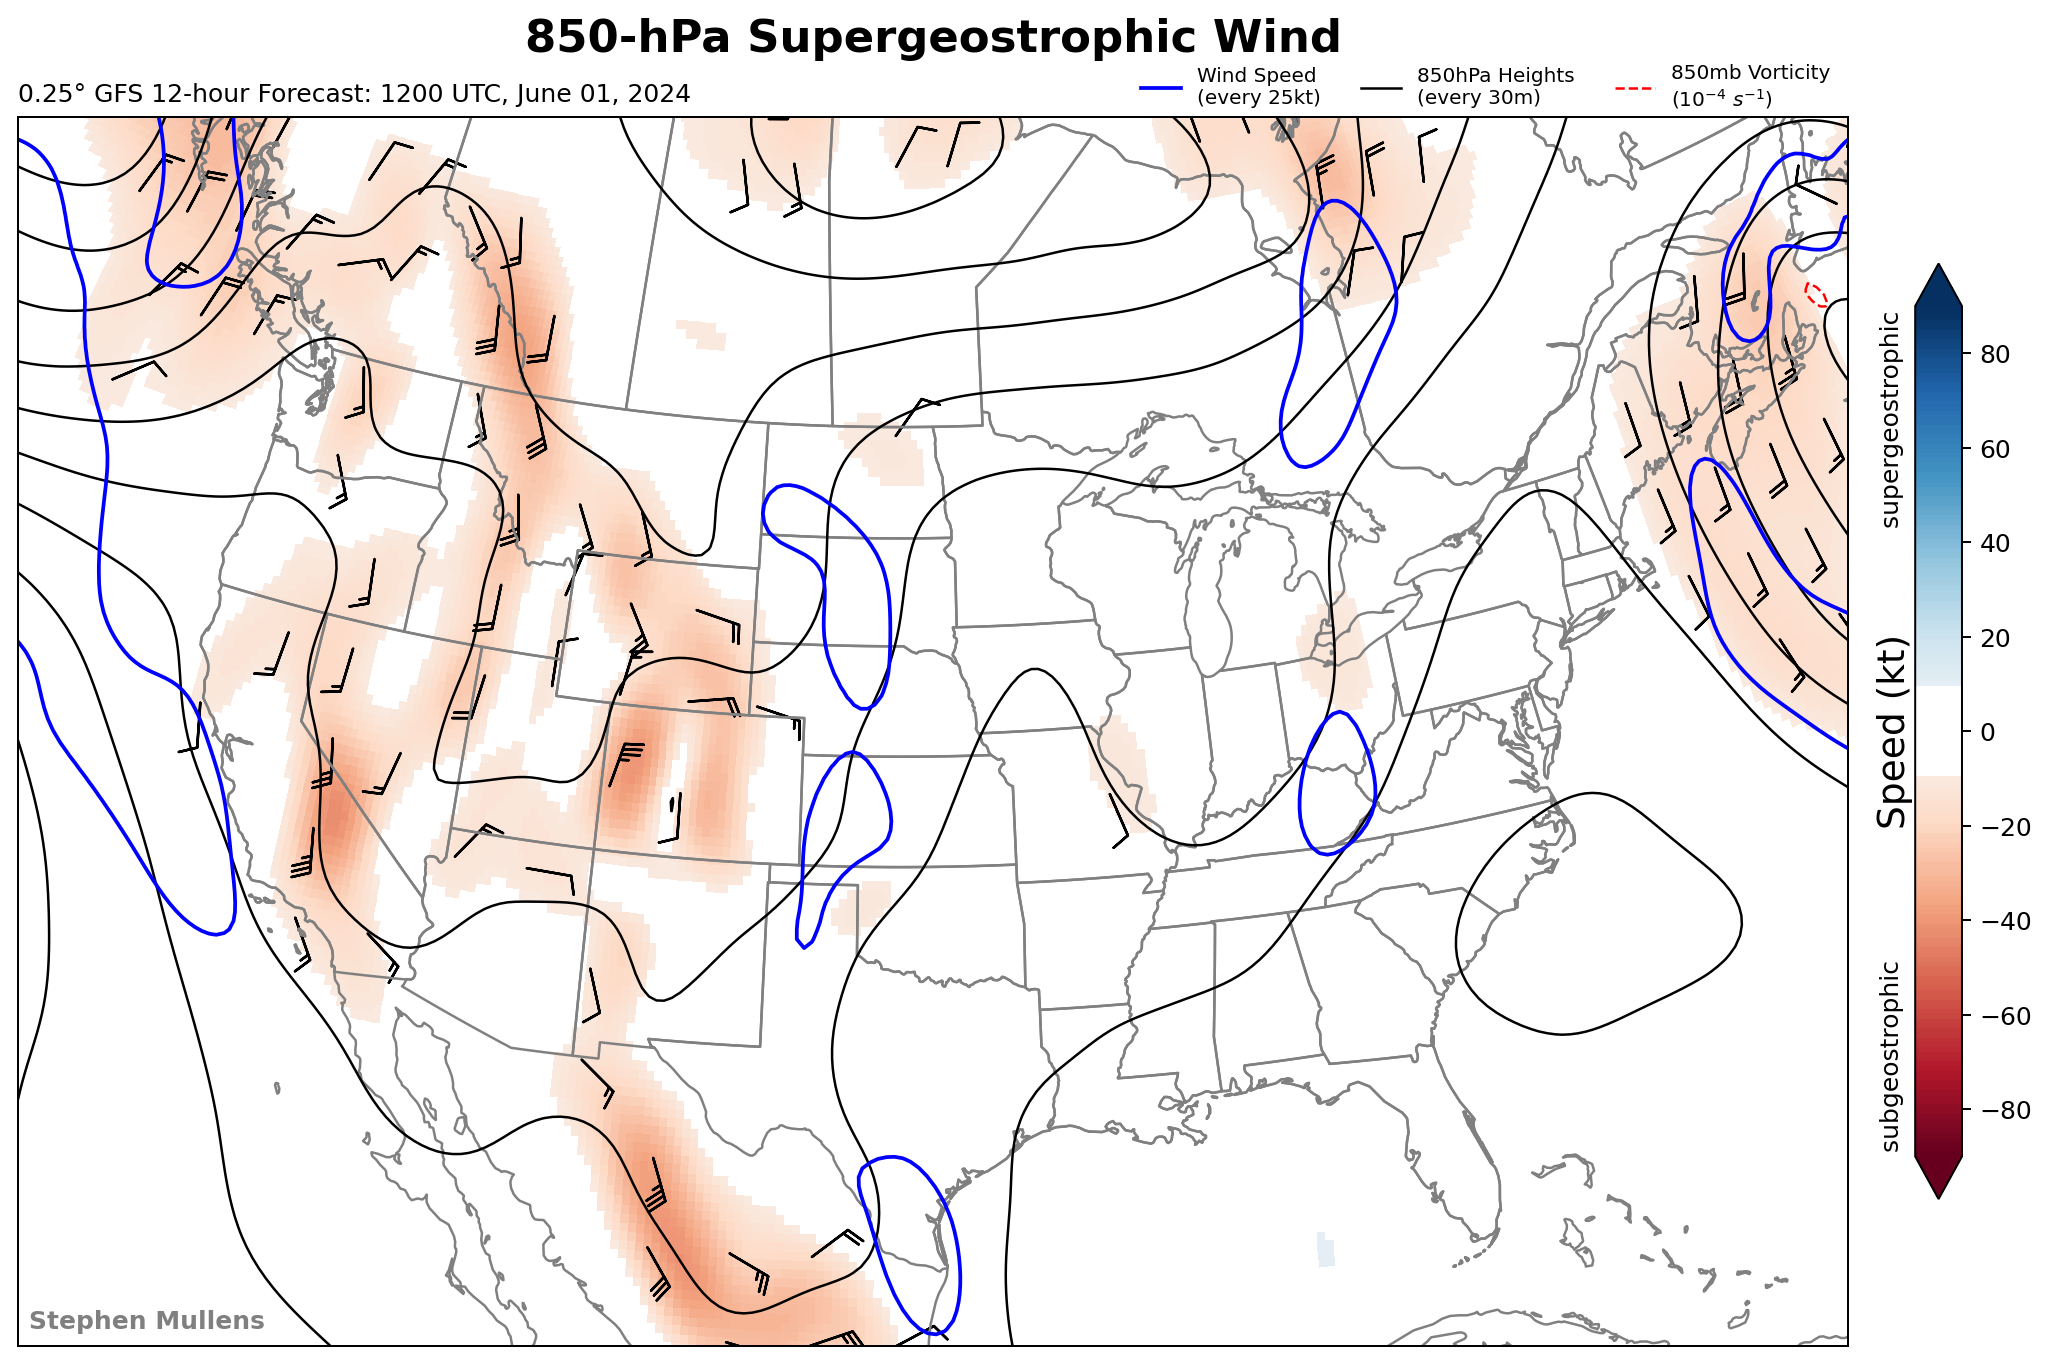 850-hPa Supergeostrophic Wind
0.25° GFS 12-hour Forecast: 1200 UTC, June 01, 2024
Wind Speed
(every 25kt)
850hPa Heights
(every 30m)
850mb Vorticity
(10⁻⁴ s⁻¹)
supergeostrophic
Speed (kt)
subgeostrophic
80
60
40
20
0
−20
−40
−60
−80
Stephen Mullens